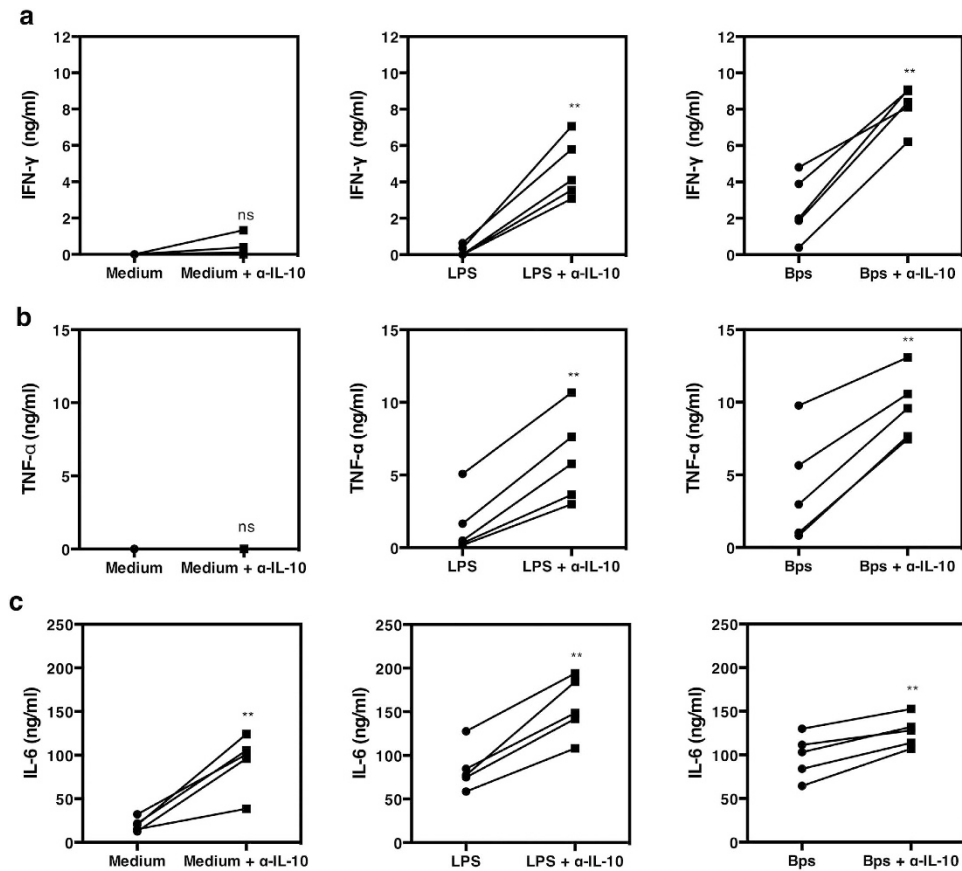 a
IFN-γ (ng/ml)
12
10
8
6
4
2
0
ns
Medium
Medium + α-IL-10
IFN-γ (ng/ml)
12
10
8
6
4
2
0
**
LPS
LPS + α-IL-10
IFN-γ (ng/ml)
12
10
8
6
4
2
0
**
Bps
Bps + α-IL-10
b
TNF-α (ng/ml)
15
10
5
0
ns
Medium
Medium + α-IL-10
TNF-α (ng/ml)
15
10
5
0
**
LPS
LPS + α-IL-10
TNF-α (ng/ml)
15
10
5
0
**
Bps
Bps + α-IL-10
c
IL-6 (ng/ml)
250
200
150
100
50
0
**
Medium
Medium + α-IL-10
IL-6 (ng/ml)
250
200
150
100
50
0
**
LPS
LPS + α-IL-10
IL-6 (ng/ml)
250
200
150
100
50
0
**
Bps
Bps + α-IL-10